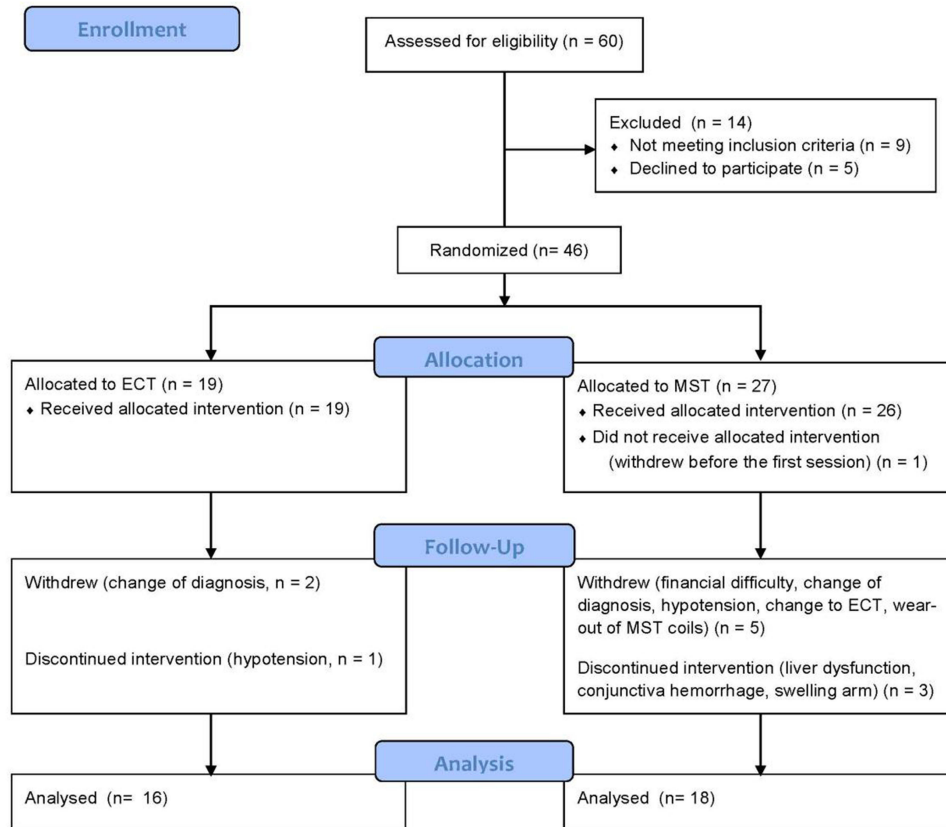 Enrollment
Assessed for eligibility (n = 60)
Excluded (n = 14)
♦ Not meeting inclusion criteria (n = 9)
♦ Declined to participate (n = 5)
Randomized (n= 46)
Allocation
Allocated to ECT (n = 19)
♦ Received allocated intervention (n = 19)
Allocated to MST (n = 27)
♦ Received allocated intervention (n = 26)
♦ Did not receive allocated intervention
(withdrew before the first session) (n = 1)
Follow-Up
Withdrew (change of diagnosis, n = 2)
Discontinued intervention (hypotension, n = 1)
Withdrew (financial difficulty, change of
diagnosis, hypotension, change to ECT, wear-
out of MST coils) (n = 5)
Discontinued intervention (liver dysfunction,
conjunctiva hemorrhage, swelling arm) (n = 3)
Analysis
Analysed (n= 16)
Analysed (n= 18)